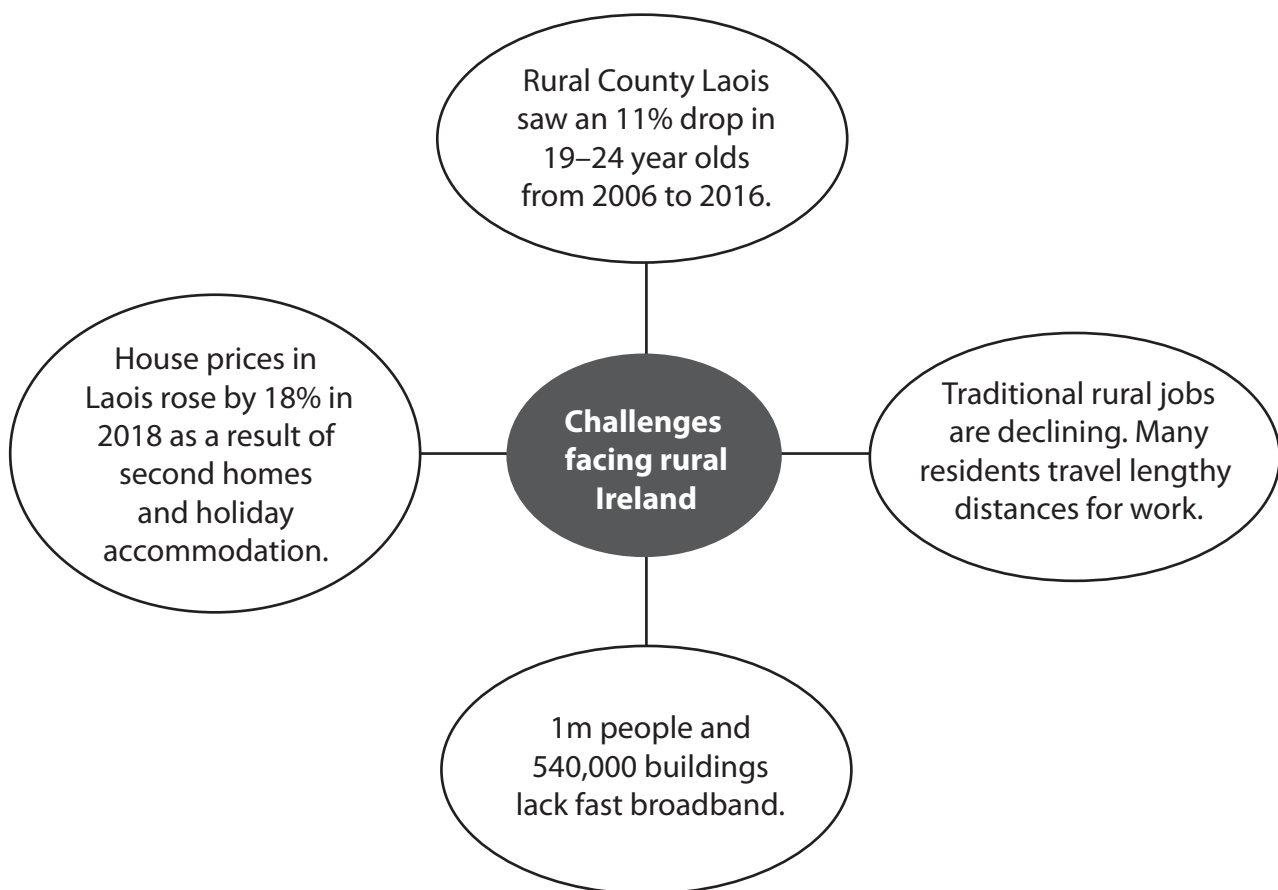 Rural County Laois
saw an 11% drop in
19–24 year olds
from 2006 to 2016.
House prices in
Laois rose by 18% in
2018 as a result of
second homes
and holiday
accommodation.
Challenges
facing rural
Ireland
Traditional rural jobs
are declining. Many
residents travel lengthy
distances for work.
1m people and
540,000 buildings
lack fast broadband.